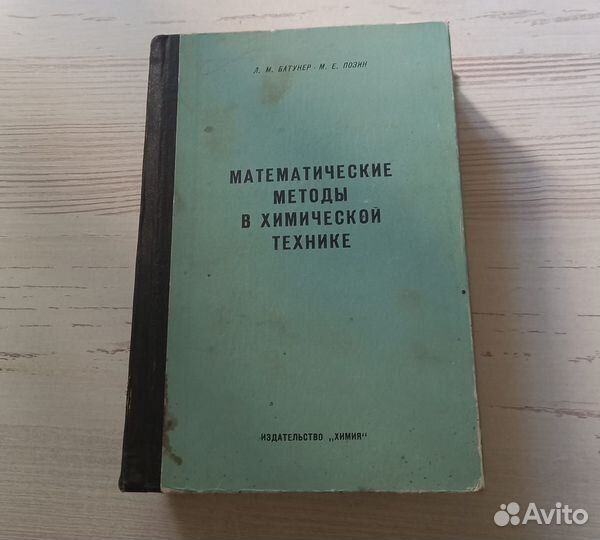 Л. М. БАТУНЕР · М. Е. ПОЗИН
МАТЕМАТИЧЕСКИЕ
МЕТОДЫ
В ХИМИЧЕСКОЙ
ТЕХНИКЕ
ИЗДАТЕЛЬСТВО „ХИМИЯ“
Avito